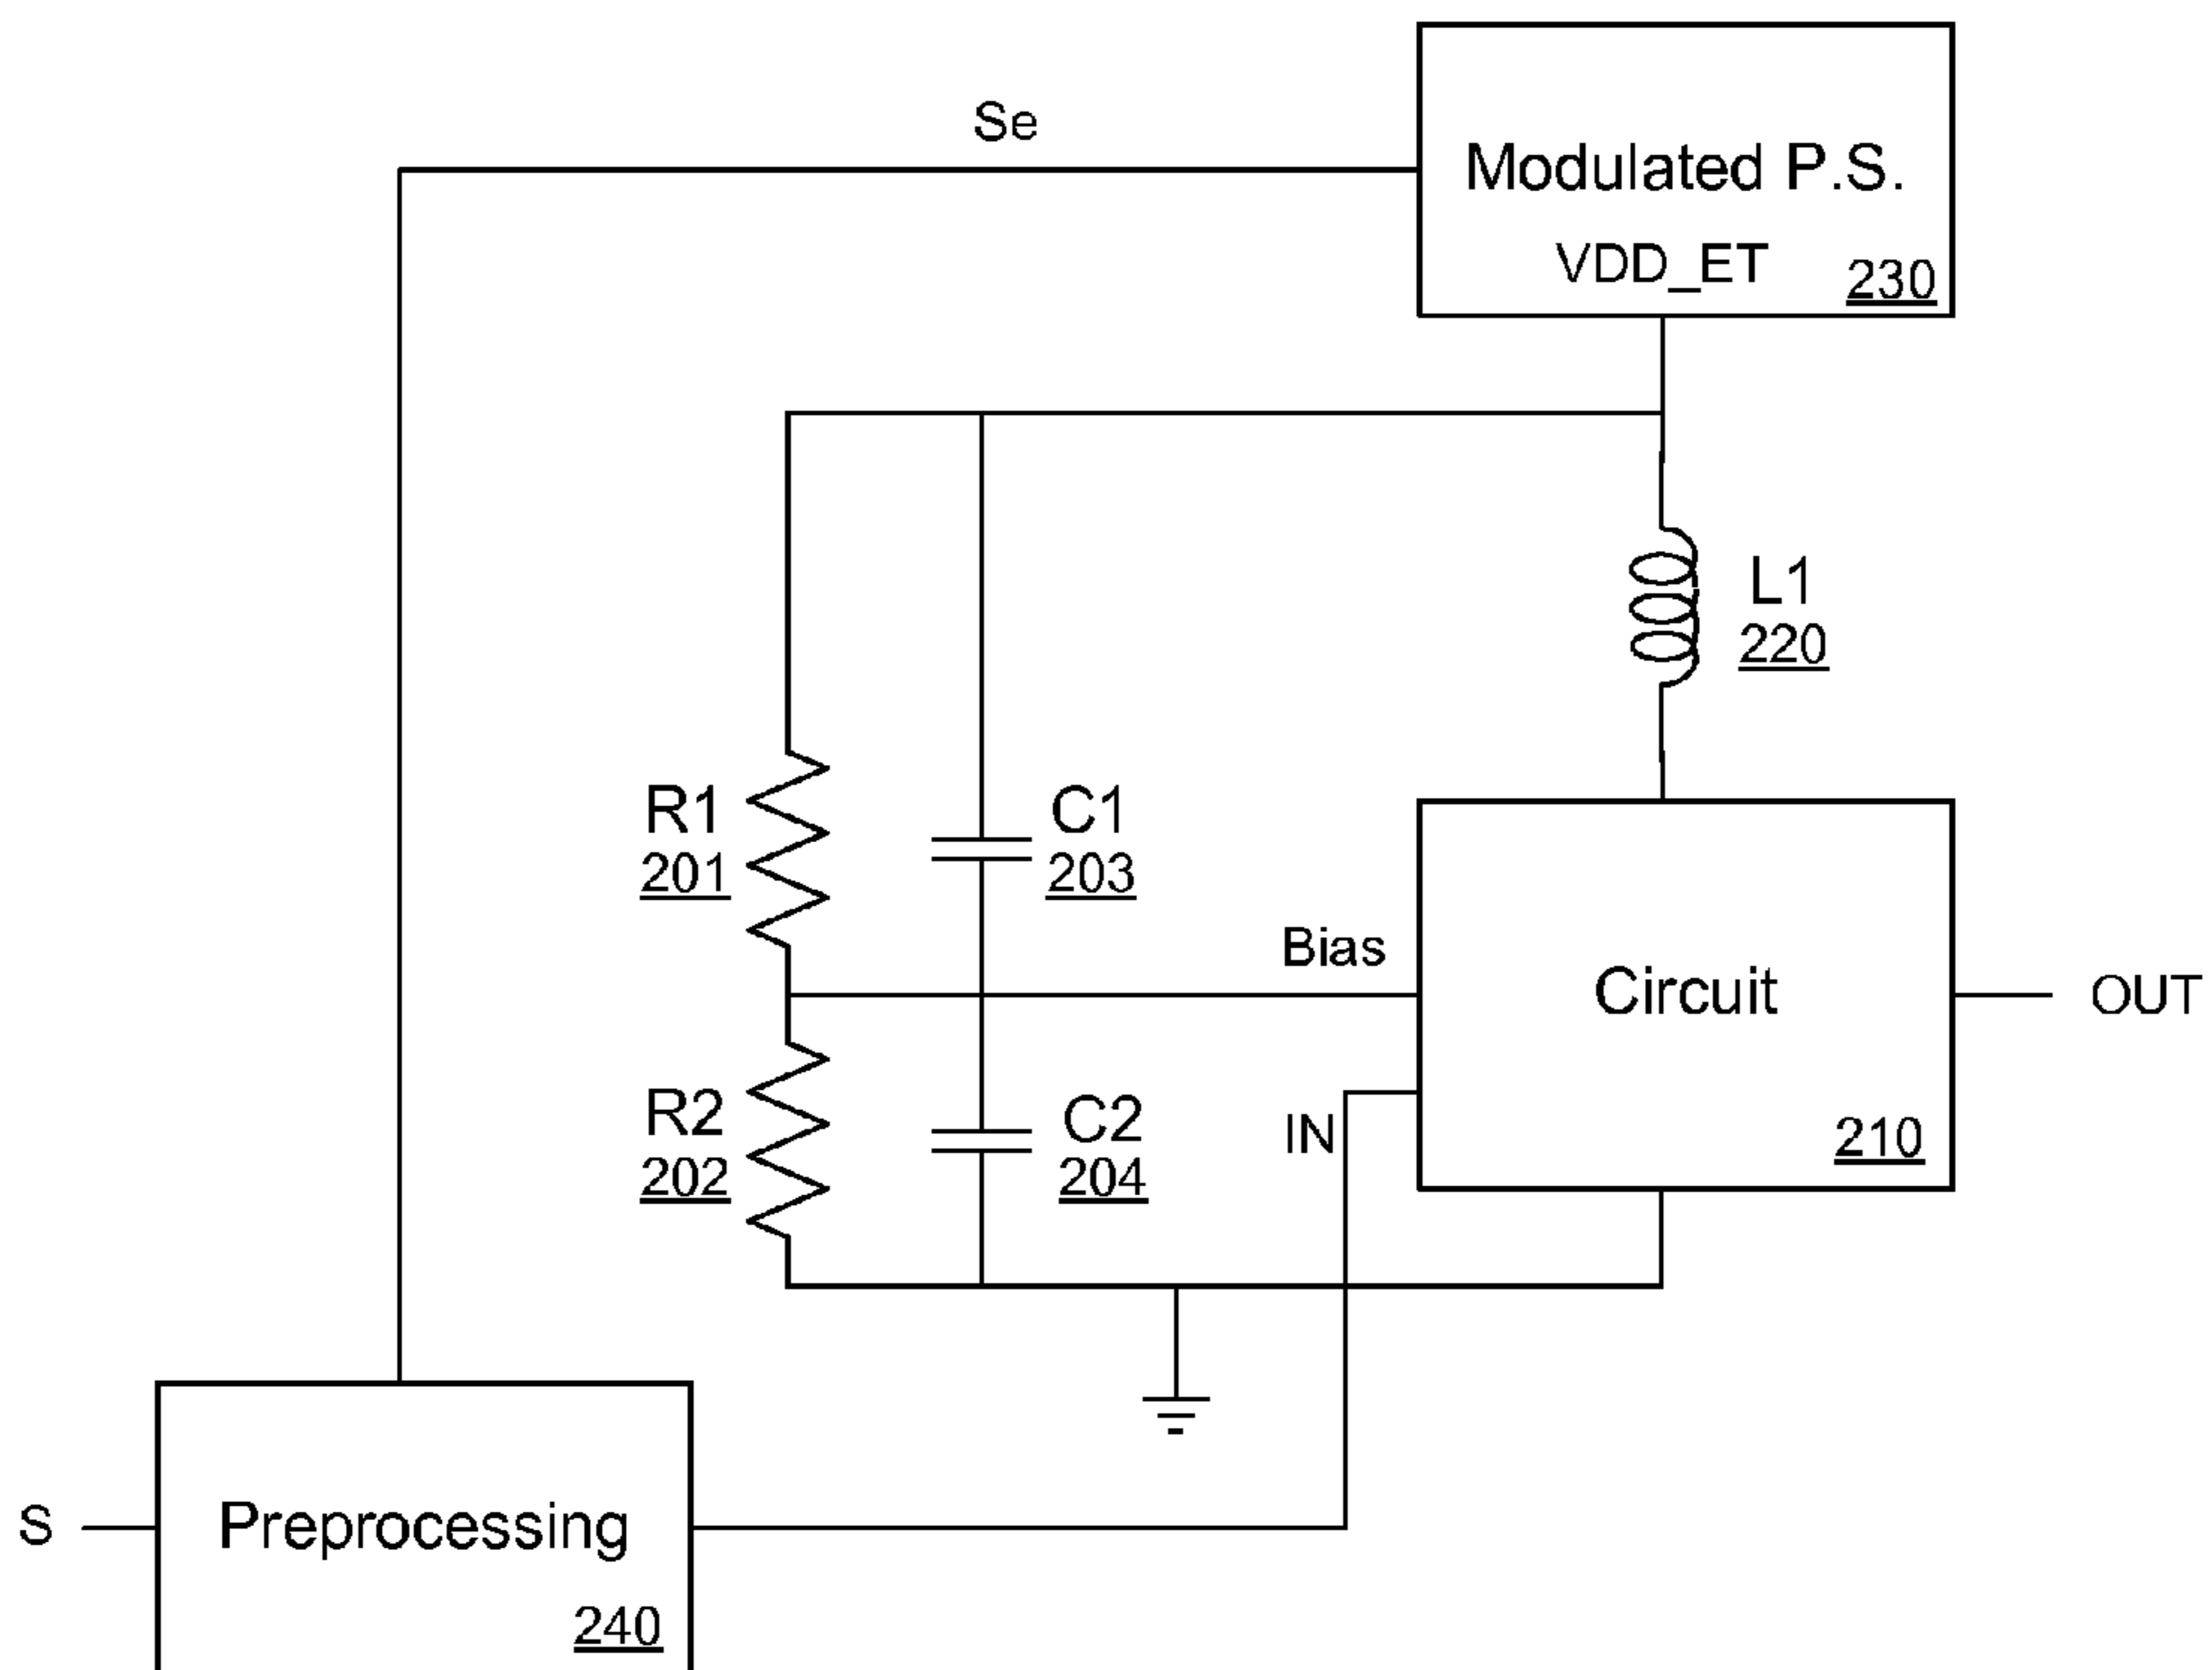 Se
Modulated P.S.
VDD_ET
230
L1
220
R1
201
C1
203
Bias
Circuit
OUT
R2
202
C2
204
IN
210
S
Preprocessing
240